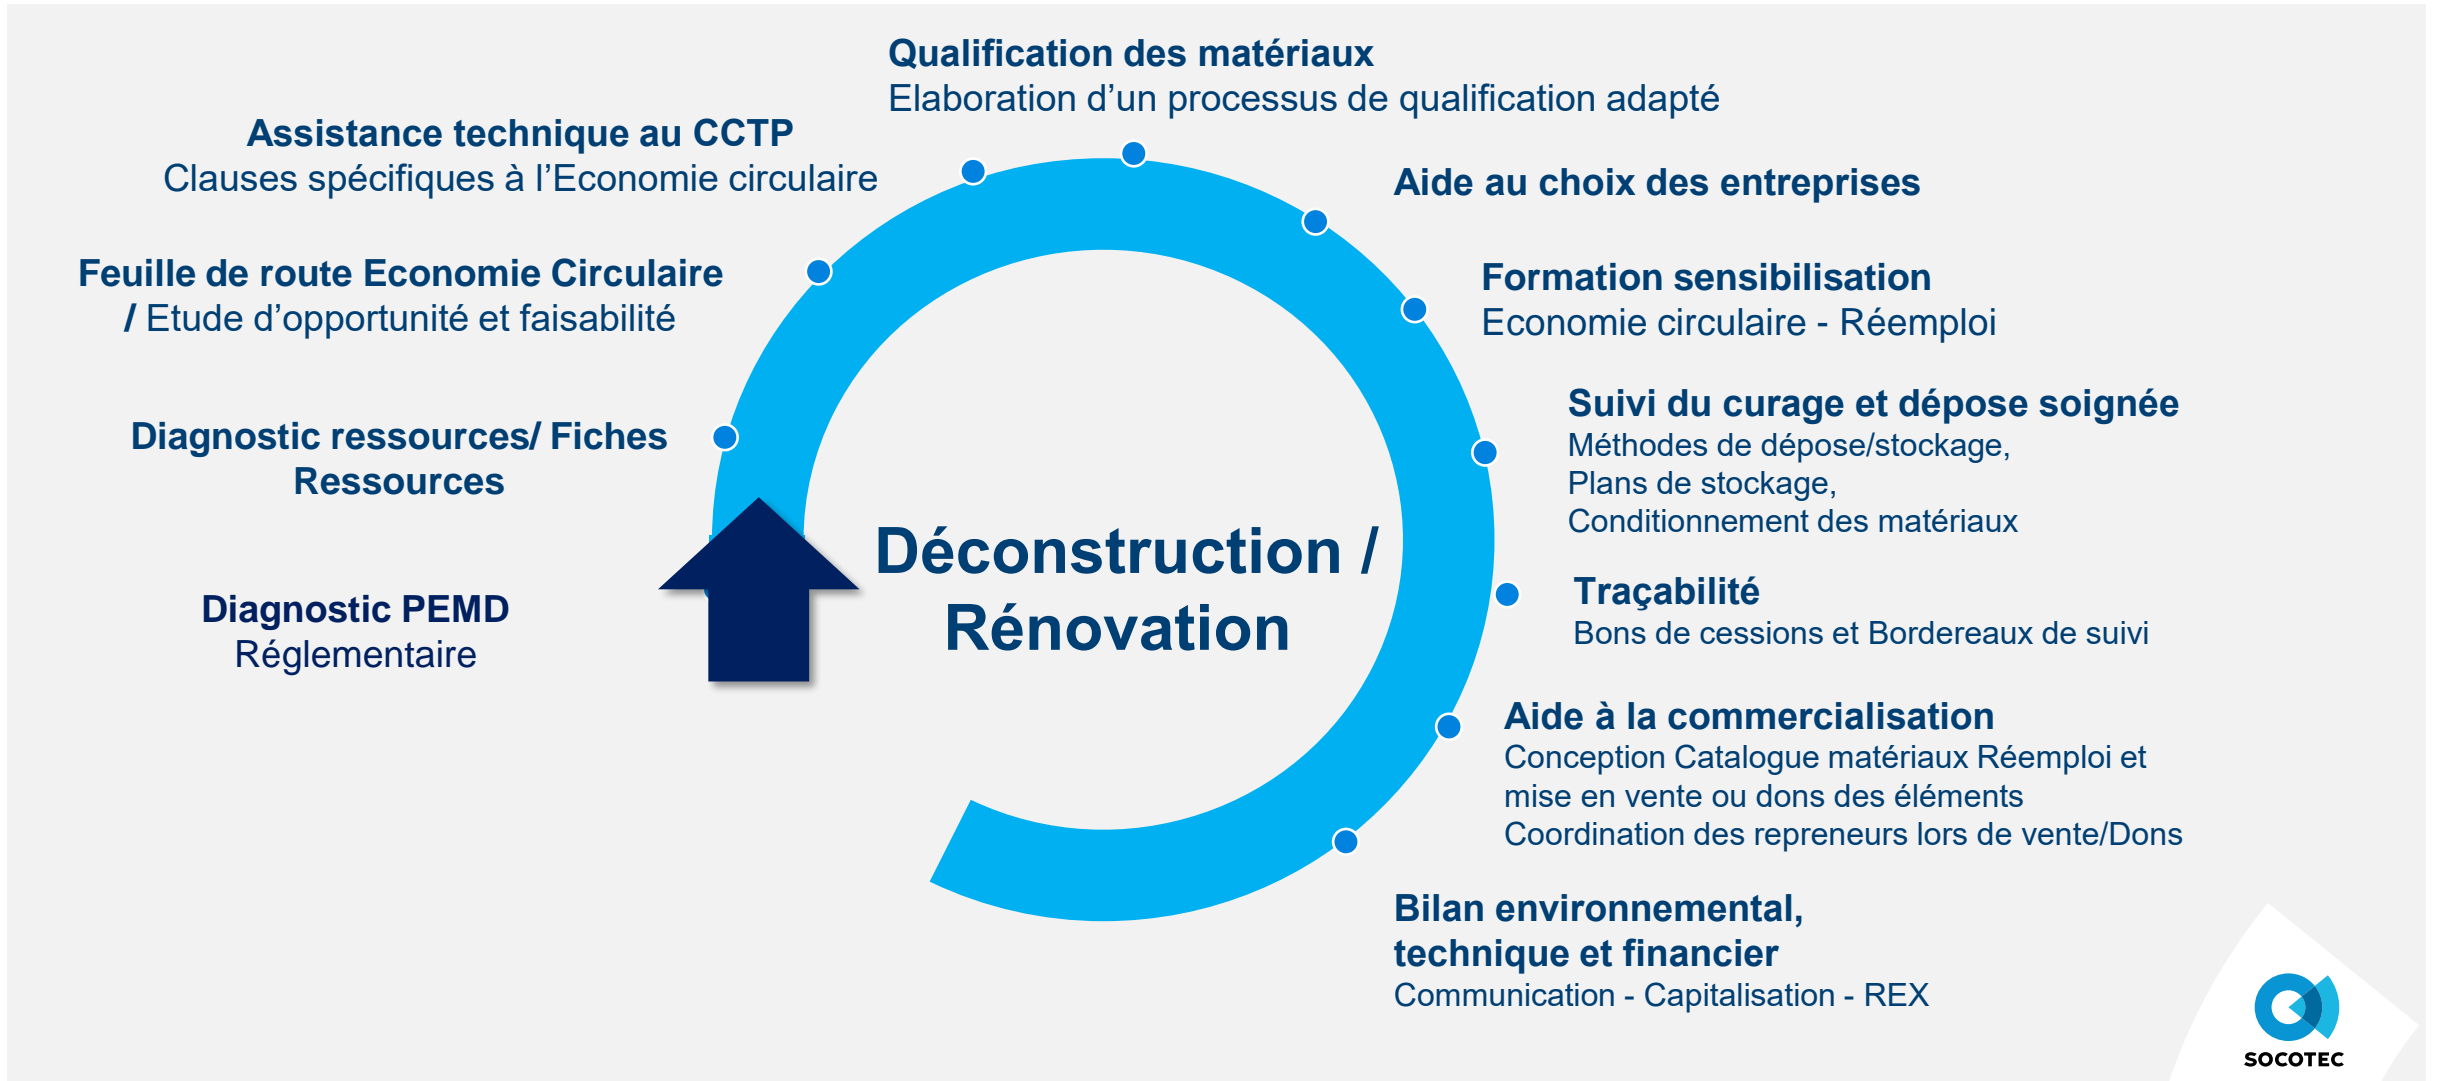 Qualification des matériaux
Elaboration d’un processus de qualification adapté
Assistance technique au CCTP
Clauses spécifiques à l’Economie circulaire
Aide au choix des entreprises
Feuille de route Economie Circulaire
/ Etude d’opportunité et faisabilité
Formation sensibilisation
Economie circulaire - Réemploi
Diagnostic ressources/ Fiches
Ressources
Suivi du curage et dépose soignée
Méthodes de dépose/stockage,
Plans de stockage,
Conditionnement des matériaux
Déconstruction /
Rénovation
Diagnostic PEMD
Réglementaire
Traçabilité
Bons de cessions et Bordereaux de suivi
Aide à la commercialisation
Conception Catalogue matériaux Réemploi et
mise en vente ou dons des éléments
Coordination des repreneurs lors de vente/Dons
Bilan environnemental,
technique et financier
Communication - Capitalisation - REX
SOCOTEC